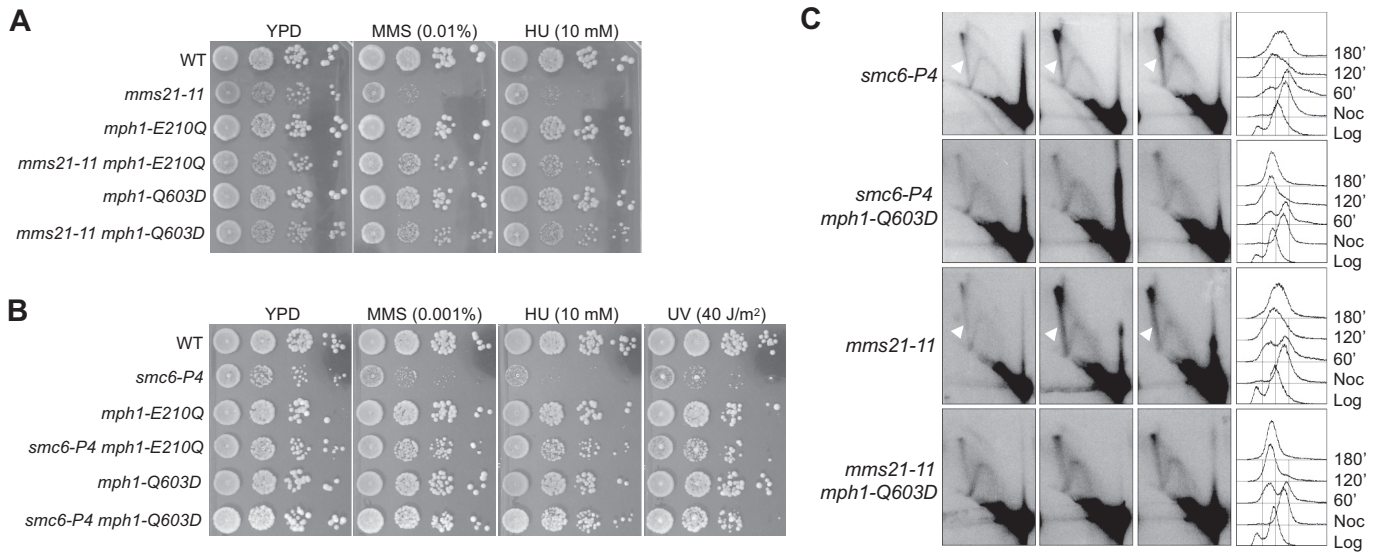 A
YPD MMS (0.01%) HU (10 mM)
WT
mms21-11
mph1-E210Q
mms21-11 mph1-E210Q
mph1-Q603D
mms21-11 mph1-Q603D
B
YPD MMS (0.001%) HU (10 mM) UV (40 J/m²)
WT
smc6-P4
mph1-E210Q
smc6-P4 mph1-E210Q
mph1-Q603D
smc6-P4 mph1-Q603D
C
smc6-P4
180'
120'
60'
Noc
Log
smc6-P4
mph1-Q603D
180'
120'
60'
Noc
Log
mms21-11
180'
120'
60'
Noc
Log
mms21-11
mph1-Q603D
180'
120'
60'
Noc
Log